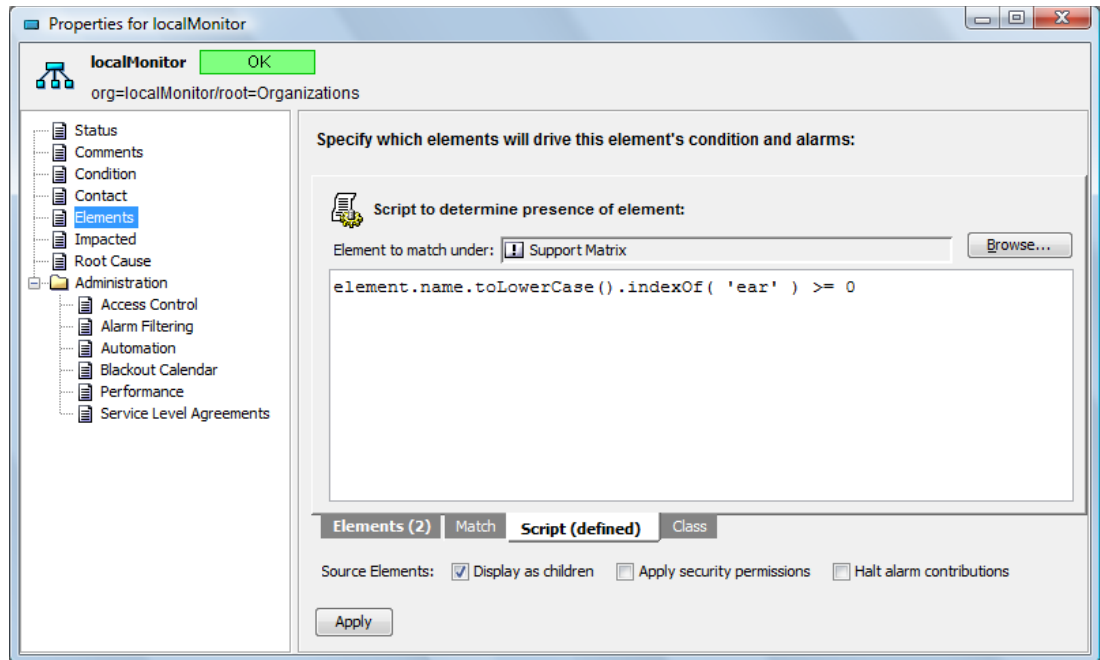 Properties for localMonitor
localMonitor OK
org=localMonitor/root=Organizations
Status
Comments
Condition
Contact
Elements
Impacted
Root Cause
Administration
Access Control
Alarm Filtering
Automation
Blackout Calendar
Performance
Service Level Agreements
Specify which elements will drive this element's condition and alarms:
Script to determine presence of element:
Element to match under: Support Matrix Browse...
element.name.toLowerCase().indexOf( 'ear' ) >= 0
Elements (2) Match Script (defined) Class
Source Elements: Display as children Apply security permissions Halt alarm contributions
Apply